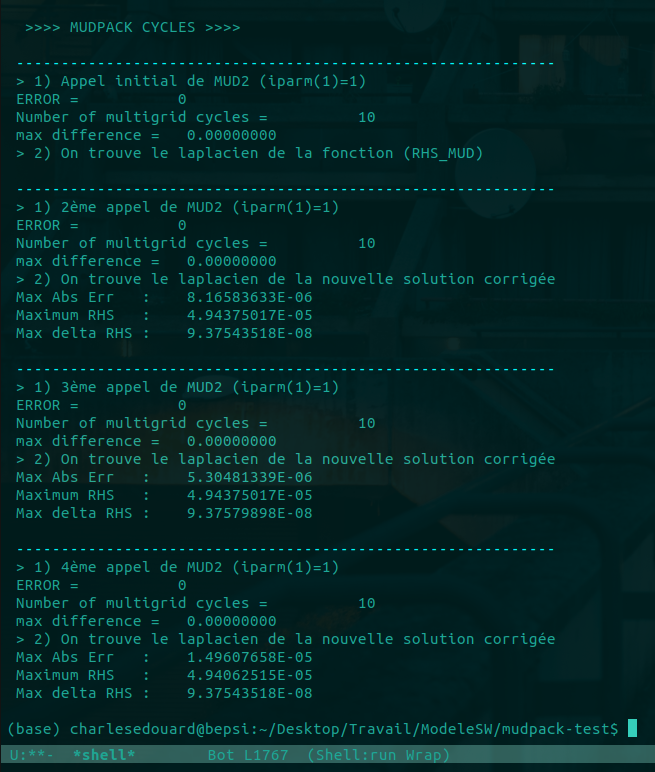 >>>> MUDPACK CYCLES >>>>
------------------------------------------------------------
> 1) Appel initial de MUD2 (iparm(1)=1)
ERROR = 0
Number of multigrid cycles = 10
max difference = 0.00000000
> 2) On trouve le laplacien de la fonction (RHS_MUD)
------------------------------------------------------------
> 1) 2ème appel de MUD2 (iparm(1)=1)
ERROR = 0
Number of multigrid cycles = 10
max difference = 0.00000000
> 2) On trouve le laplacien de la nouvelle solution corrigée
Max Abs Err : 8.16583633E-06
Maximum RHS : 4.94375017E-05
Max delta RHS : 9.37543518E-08
------------------------------------------------------------
> 1) 3ème appel de MUD2 (iparm(1)=1)
ERROR = 0
Number of multigrid cycles = 10
max difference = 0.00000000
> 2) On trouve le laplacien de la nouvelle solution corrigée
Max Abs Err : 5.30481339E-06
Maximum RHS : 4.94375017E-05
Max delta RHS : 9.37579898E-08
------------------------------------------------------------
> 1) 4ème appel de MUD2 (iparm(1)=1)
ERROR = 0
Number of multigrid cycles = 10
max difference = 0.00000000
> 2) On trouve le laplacien de la nouvelle solution corrigée
Max Abs Err : 1.49607658E-05
Maximum RHS : 4.94062515E-05
Max delta RHS : 9.37543518E-08
(base) charlesedouard@bepsi:~/Desktop/Travail/ModeleSW/mudpack-test$
U:**- *shell* Bot L1767 (Shell:run Wrap)